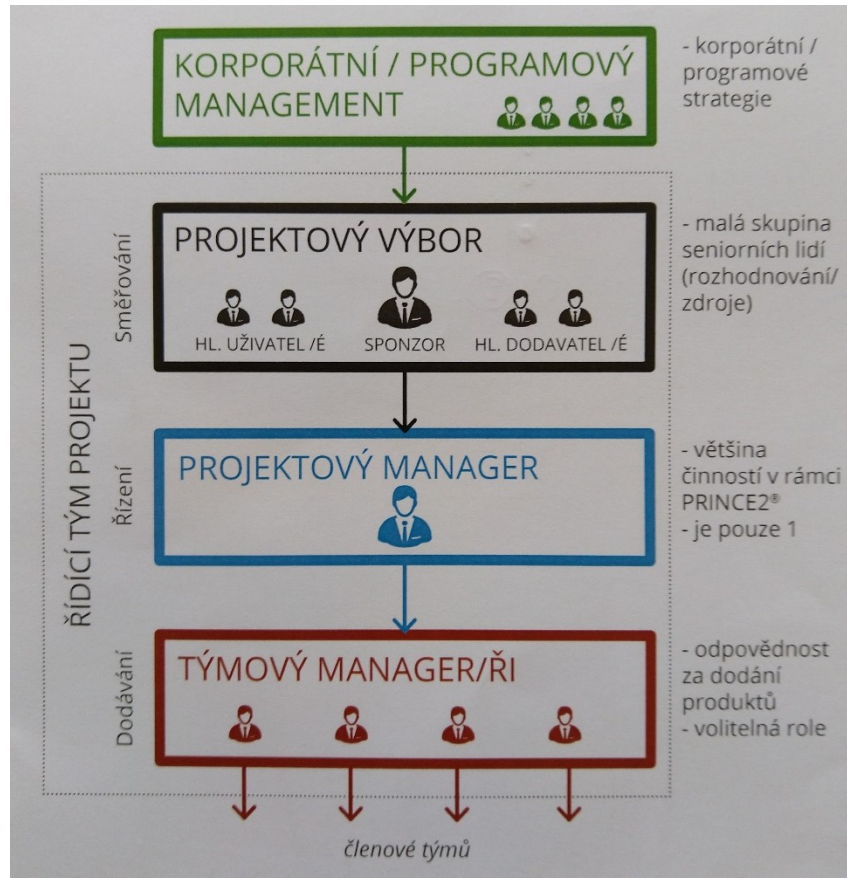 KORPORÁTNÍ / PROGRAMOVÝ
MANAGEMENT
- korporátní /
programové
strategie
ŘÍDÍCÍ TÝM PROJEKTU
Směřování
PROJEKTOVÝ VÝBOR
HL. UŽIVATEL /É
SPONZOR
HL. DODAVATEL /É
- malá skupina
seniorních lidí
(rozhodování/
zdroje)
Řízení
PROJEKTOVÝ MANAGER
- většina
činností v rámci
PRINCE2®
- je pouze 1
Dodávání
TÝMOVÝ MANAGER/ŘI
- odpovědnost
za dodání
produktů
- volitelná role
členové týmů